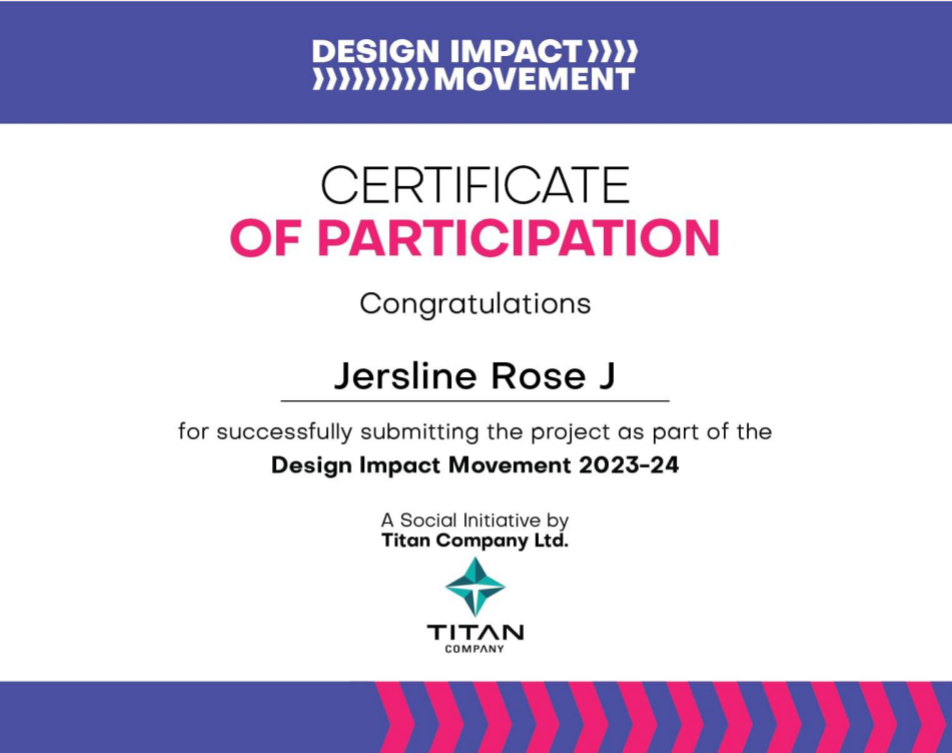 DESIGN IMPACT
MOVEMENT
CERTIFICATE
OF PARTICIPATION
Congratulations
Jersline Rose J
for successfully submitting the project as part of the
Design Impact Movement 2023-24
A Social Initiative by
Titan Company Ltd.
TITAN
COMPANY